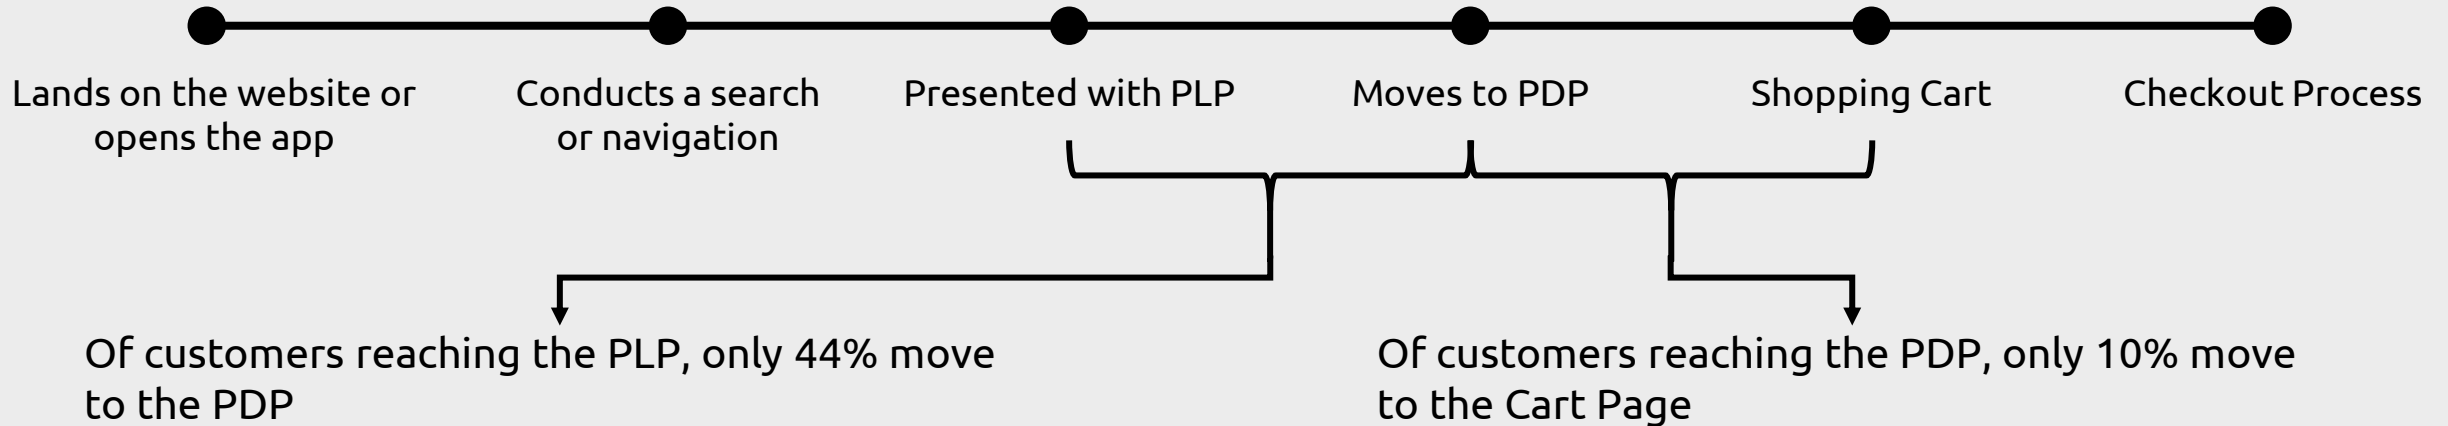 Lands on the website or
opens the app
Conducts a search
or navigation
Presented with PLP
Moves to PDP
Shopping Cart
Checkout Process
Of customers reaching the PLP, only 44% move
to the PDP
Of customers reaching the PDP, only 10% move
to the Cart Page